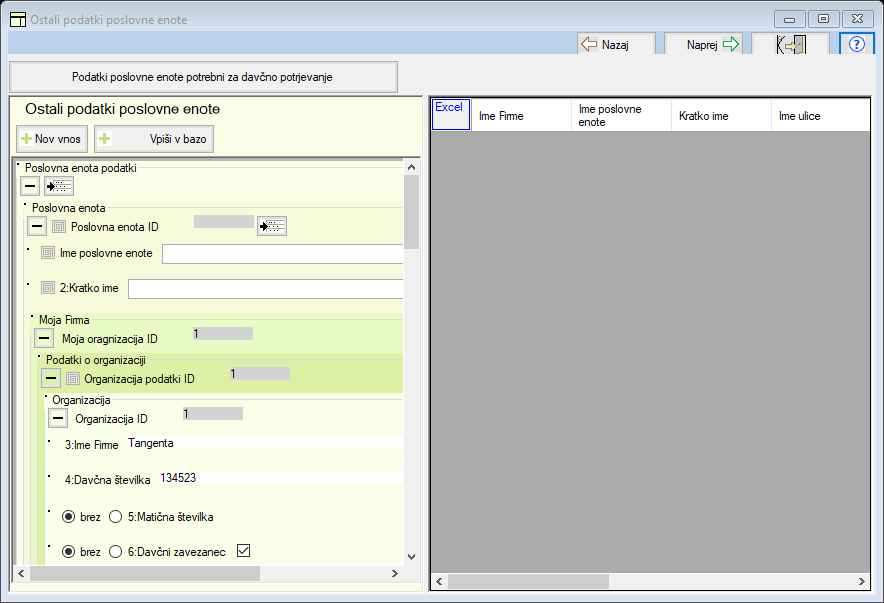 Ostali podatki poslovne enote
Nazaj
Naprej
?
Podatki poslovne enote potrebni za davčno potrjevanje
Ostali podatki poslovne enote
Nov vnos
Vpiši v bazo
Poslovna enota podatki
Poslovna enota
Poslovna enota ID
Ime poslovne enote
2:Kratko ime
Moja Firma
Moja oragnizacija ID 1
Podatki o organizaciji
Organizacija podatki ID 1
Organizacija
Organizacija ID 1
3:Ime Firme Tangenta
4:Davčna številka 134523
brez 5:Matična številka
brez 6:Davčni zavezanec
Excel
Ime Firme
Ime poslovne
enote
Kratko ime
Ime ulice